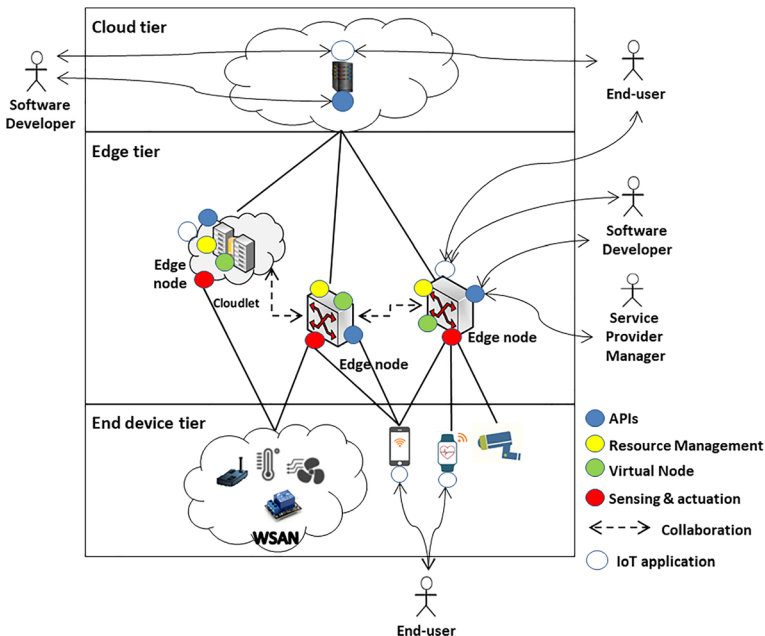 Cloud tier
Software
Developer
End-user
Edge tier
Edge
node
Cloudlet
Edge node
Edge node
Software
Developer
Service
Provider
Manager
End device tier
WSAN
End-user
APIs
Resource Management
Virtual Node
Sensing & actuation
Collaboration
IoT application